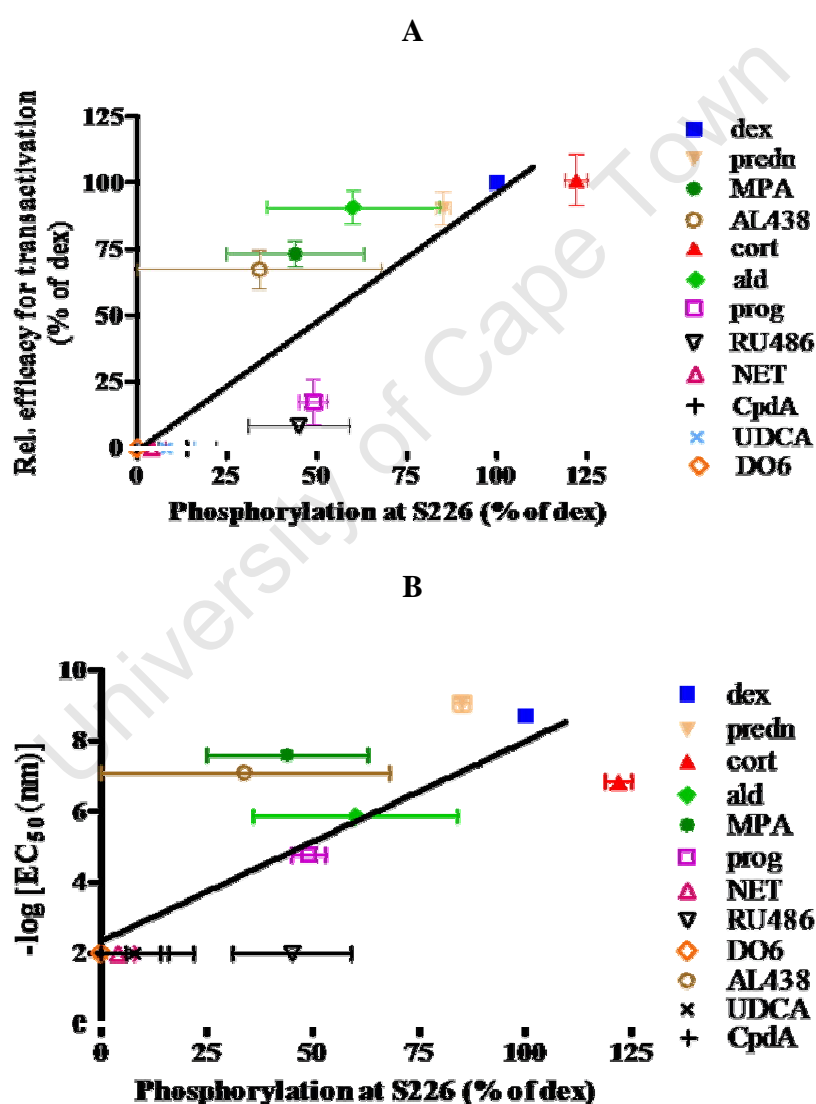 A
University of Cape Town
Rel. efficacy for transactivation
(% of dex)
125
100
75
50
25
0
0 25 50 75 100 125
Phosphorylation at S226 (% of dex)
dex
predn
MPA
AL438
cort
ald
prog
RU486
NET
CpdA
UDCA
DO6
B
-log [EC50 (nm)]
10
8
6
4
2
0
0 25 50 75 100 125
Phosphorylation at S226 (% of dex)
dex
predn
cort
ald
MPA
prog
NET
RU486
DO6
AL438
UDCA
CpdA